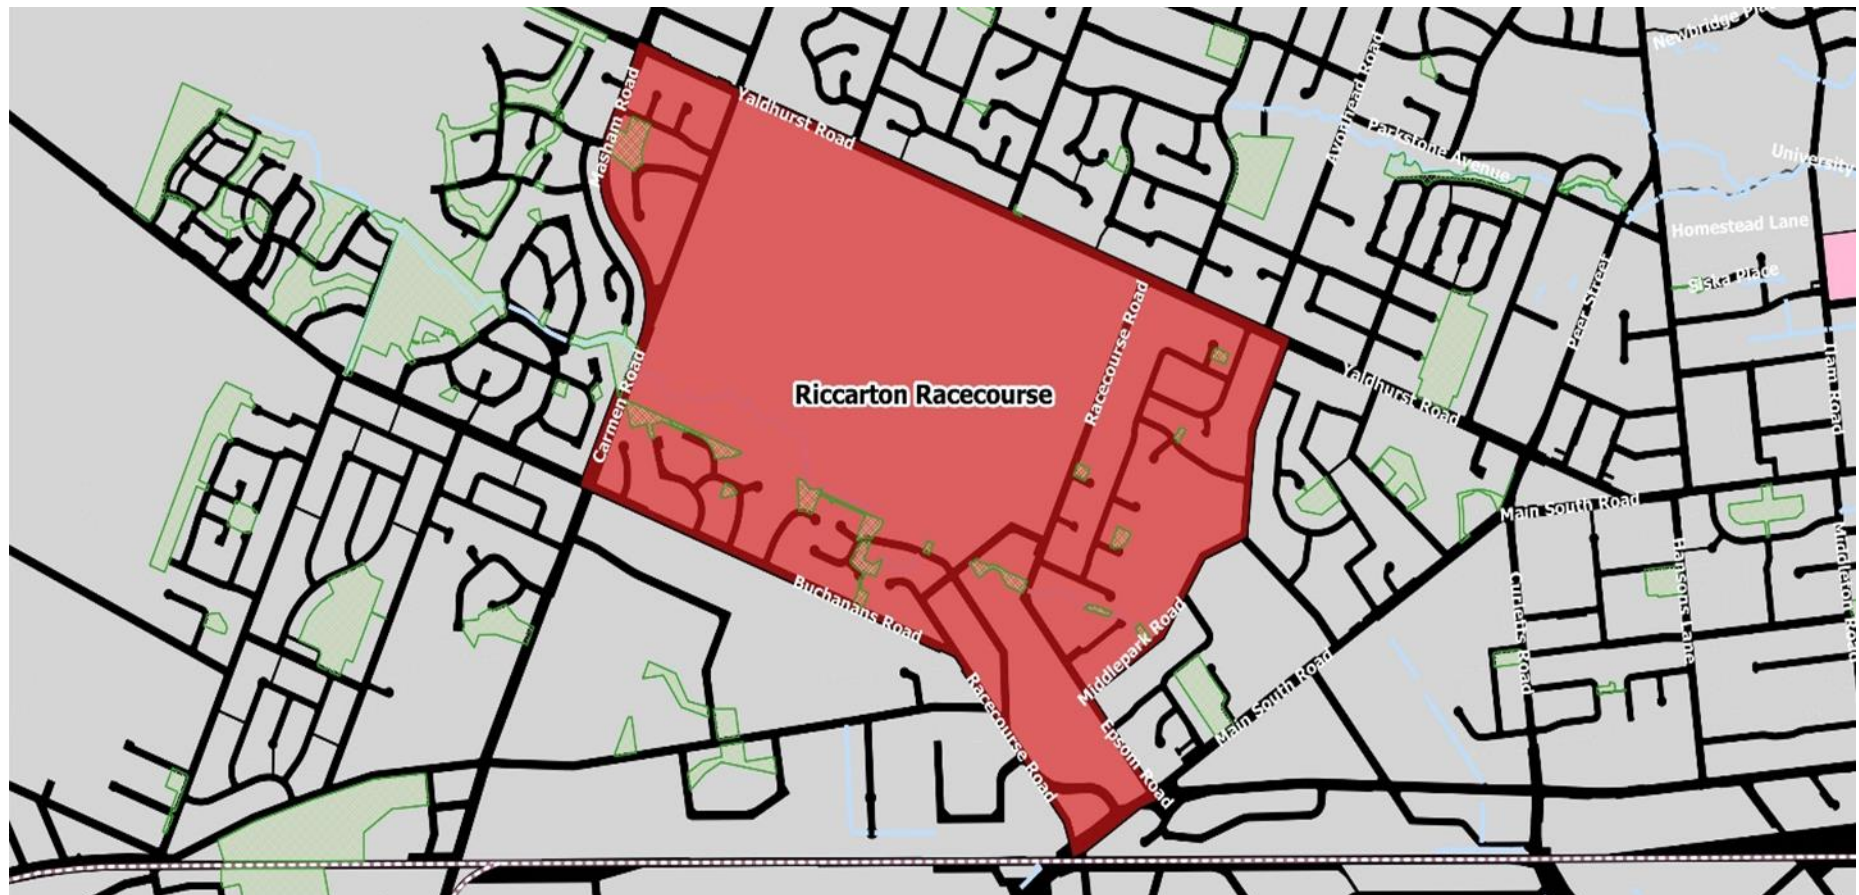 Newbridge
Masham Road
Yaldhurst Road
Avonhead Road
Parkstone Avenue
University
Homestead Lane
Siska Place
Peer Street
Racecourse Road
Yaldhurst Road
Ilam Road
Carmen Road
Riccarton Racecourse
Main South Road
Hansons Lane
Middleton Road
Curletts Road
Buchanans Road
Middlepark Road
Main South Road
Racecourse Road
Epsom Road